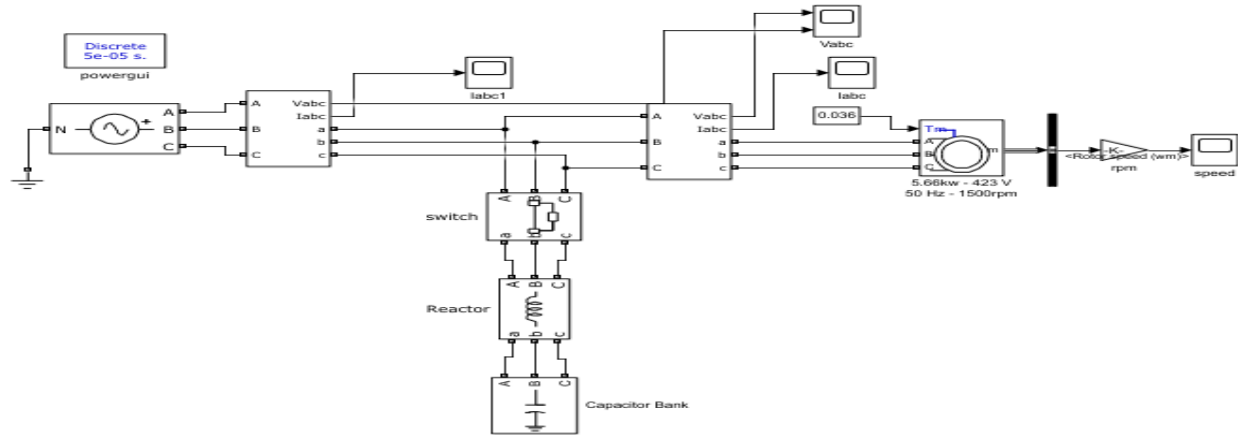 Discrete
5e-05 s.
powergui
N
A
B
C
A
B
C
Vabc
Iabc
a
b
c
Iabc1
Vabc
Iabc
A
B
C
Vabc
Iabc
a
b
c
0.036
Tm
A
B
C
m
5.66kw - 423 V
50 Hz - 1500rpm
<Rotor speed (wm)>
-K-
rpm
speed
switch
A B C
a b c
Reactor
A B C
a b c
Capacitor Bank
A B C